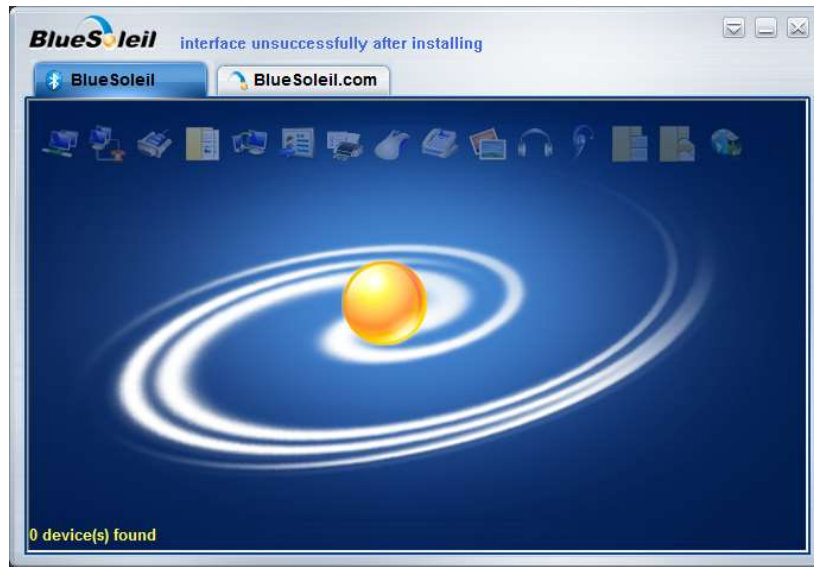 BlueSoleil interface unsuccessfully after installing
BlueSoleil BlueSoleil.com
0 device(s) found